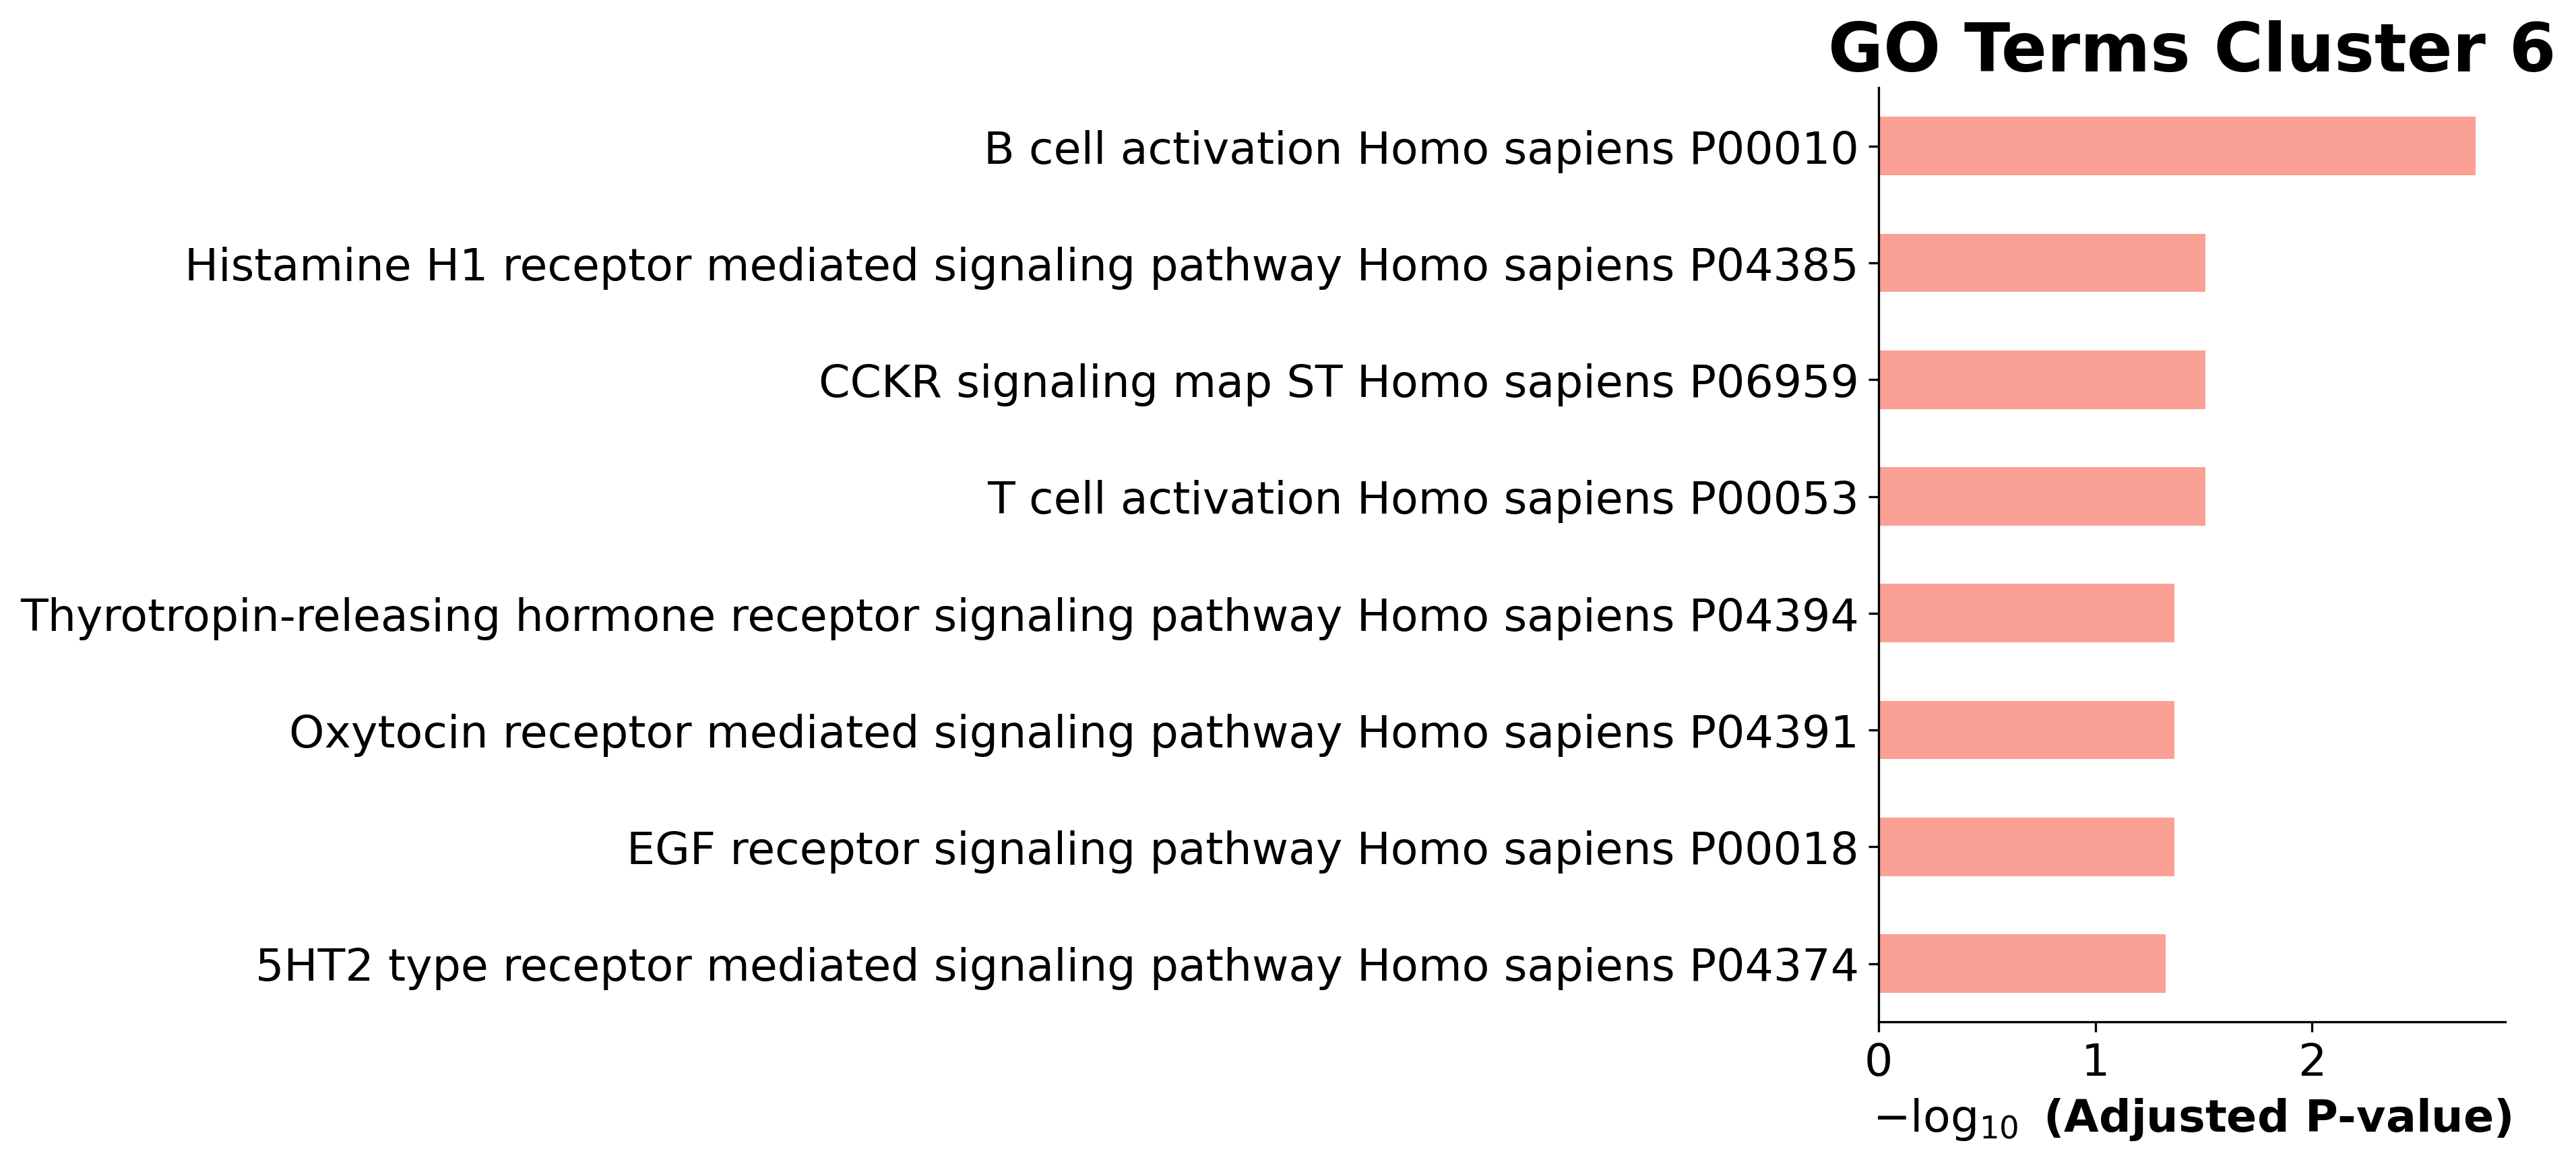 GO Terms Cluster 6
B cell activation Homo sapiens P00010
Histamine H1 receptor mediated signaling pathway Homo sapiens P04385
CCKR signaling map ST Homo sapiens P06959
T cell activation Homo sapiens P00053
Thyrotropin-releasing hormone receptor signaling pathway Homo sapiens P04394
Oxytocin receptor mediated signaling pathway Homo sapiens P04391
EGF receptor signaling pathway Homo sapiens P00018
5HT2 type receptor mediated signaling pathway Homo sapiens P04374
0 1 2
−log₁₀ (Adjusted P-value)